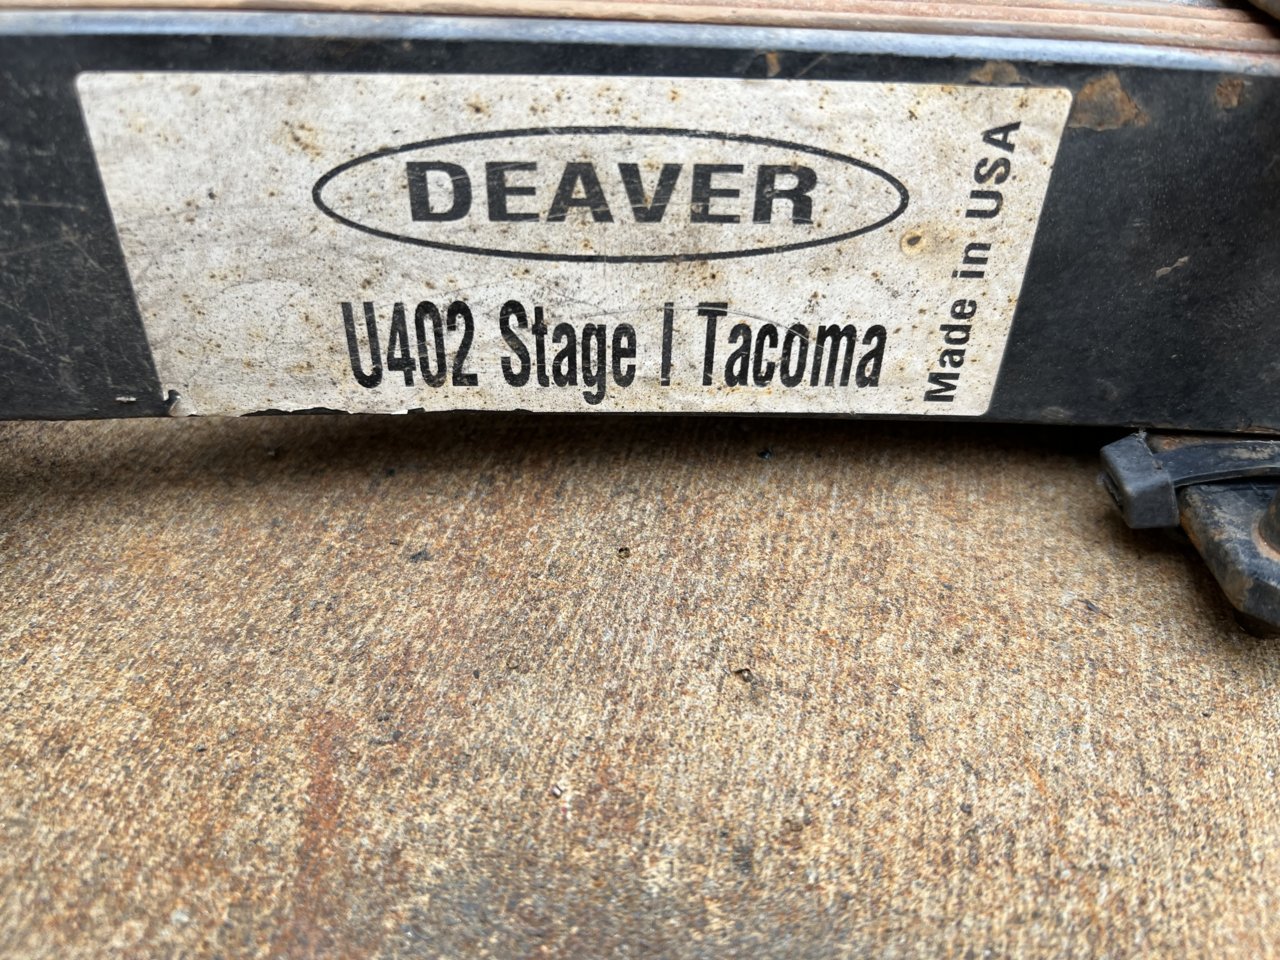 DEAVER
U402 Stage I Tacoma
Made in USA